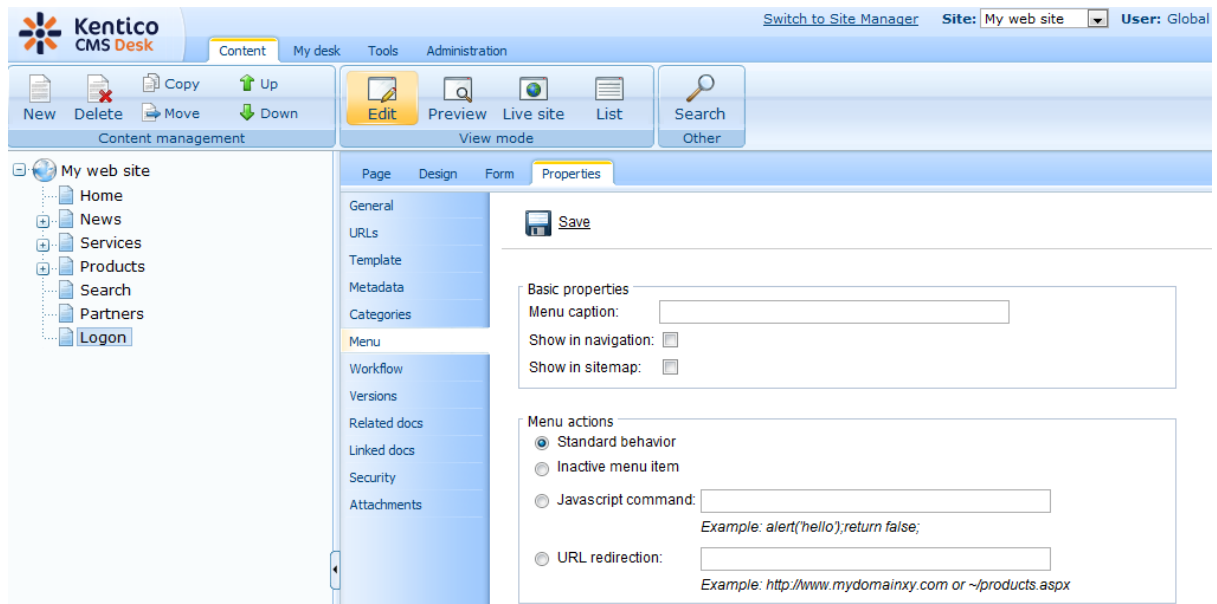 Kentico
CMS Desk
Switch to Site Manager Site: My web site User: Global
Content My desk Tools Administration
New Delete Copy Move Up Down
Content management
Edit Preview Live site List
View mode
Search
Other
My web site
Home
News
Services
Products
Search
Partners
Logon
Page Design Form Properties
General
URLs
Template
Metadata
Categories
Menu
Workflow
Versions
Related docs
Linked docs
Security
Attachments
Save
Basic properties
Menu caption:
Show in navigation:
Show in sitemap:
Menu actions
Standard behavior
Inactive menu item
Javascript command:
Example: alert('hello');return false;
URL redirection:
Example: http://www.mydomainxy.com or ~/products.aspx